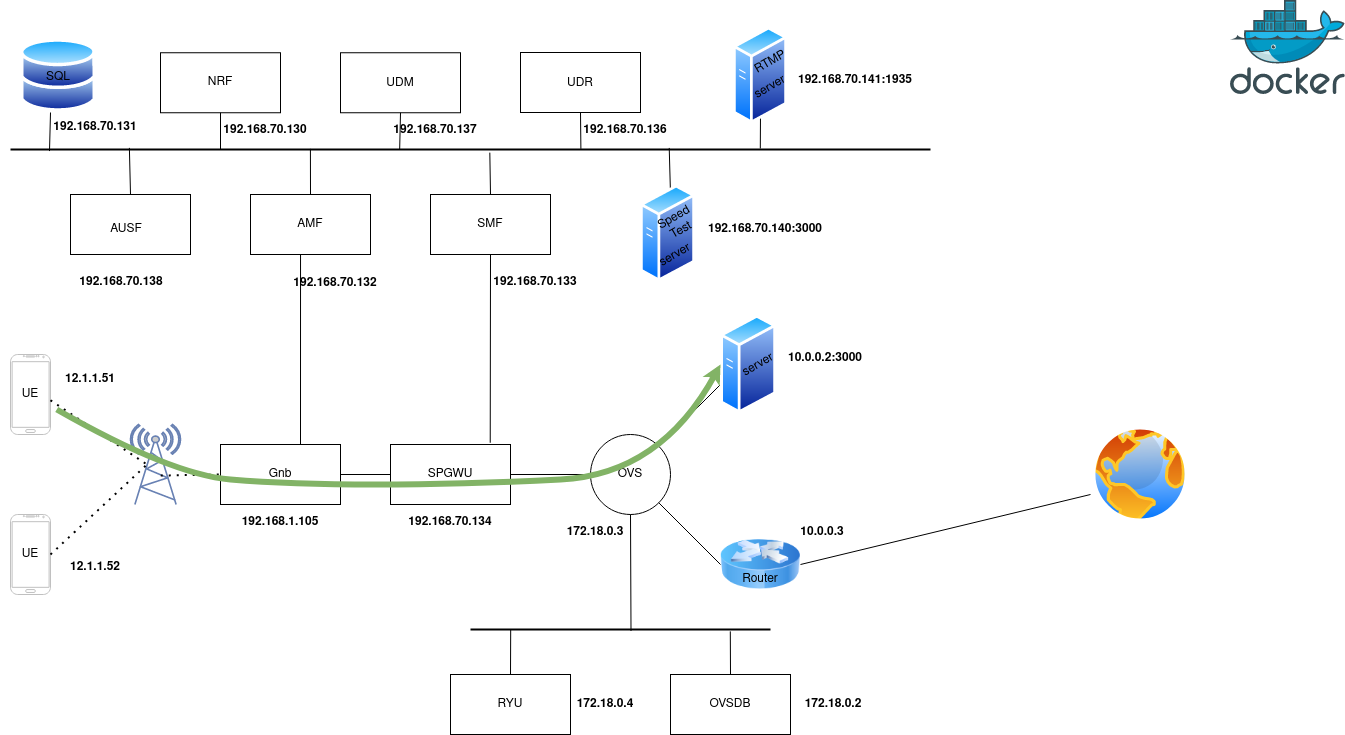 SQL
NRF
UDM
UDR
RTMP
server
192.168.70.141:1935
docker
192.168.70.131
192.168.70.130
192.168.70.137
192.168.70.136
AUSF
AMF
SMF
Speed
Test
server
192.168.70.140:3000
192.168.70.138
192.168.70.132
192.168.70.133
UE
12.1.1.51
server
10.0.0.2:3000
Gnb
SPGWU
OVS
192.168.1.105
192.168.70.134
172.18.0.3
10.0.0.3
UE
12.1.1.52
Router
RYU
172.18.0.4
OVSDB
172.18.0.2